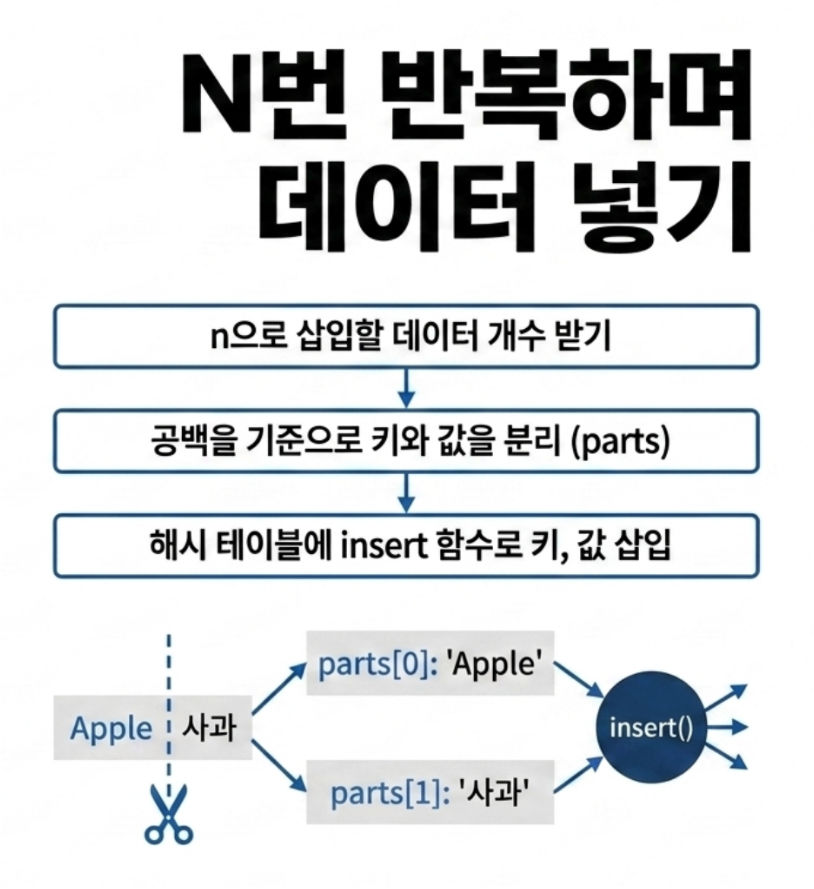 N번 반복하며
데이터 넣기
n으로 삽입할 데이터 개수 받기
공백을 기준으로 키와 값을 분리 (parts)
해시 테이블에 insert 함수로 키, 값 삽입
Apple 사과
parts[0]: 'Apple'
parts[1]: '사과'
insert()